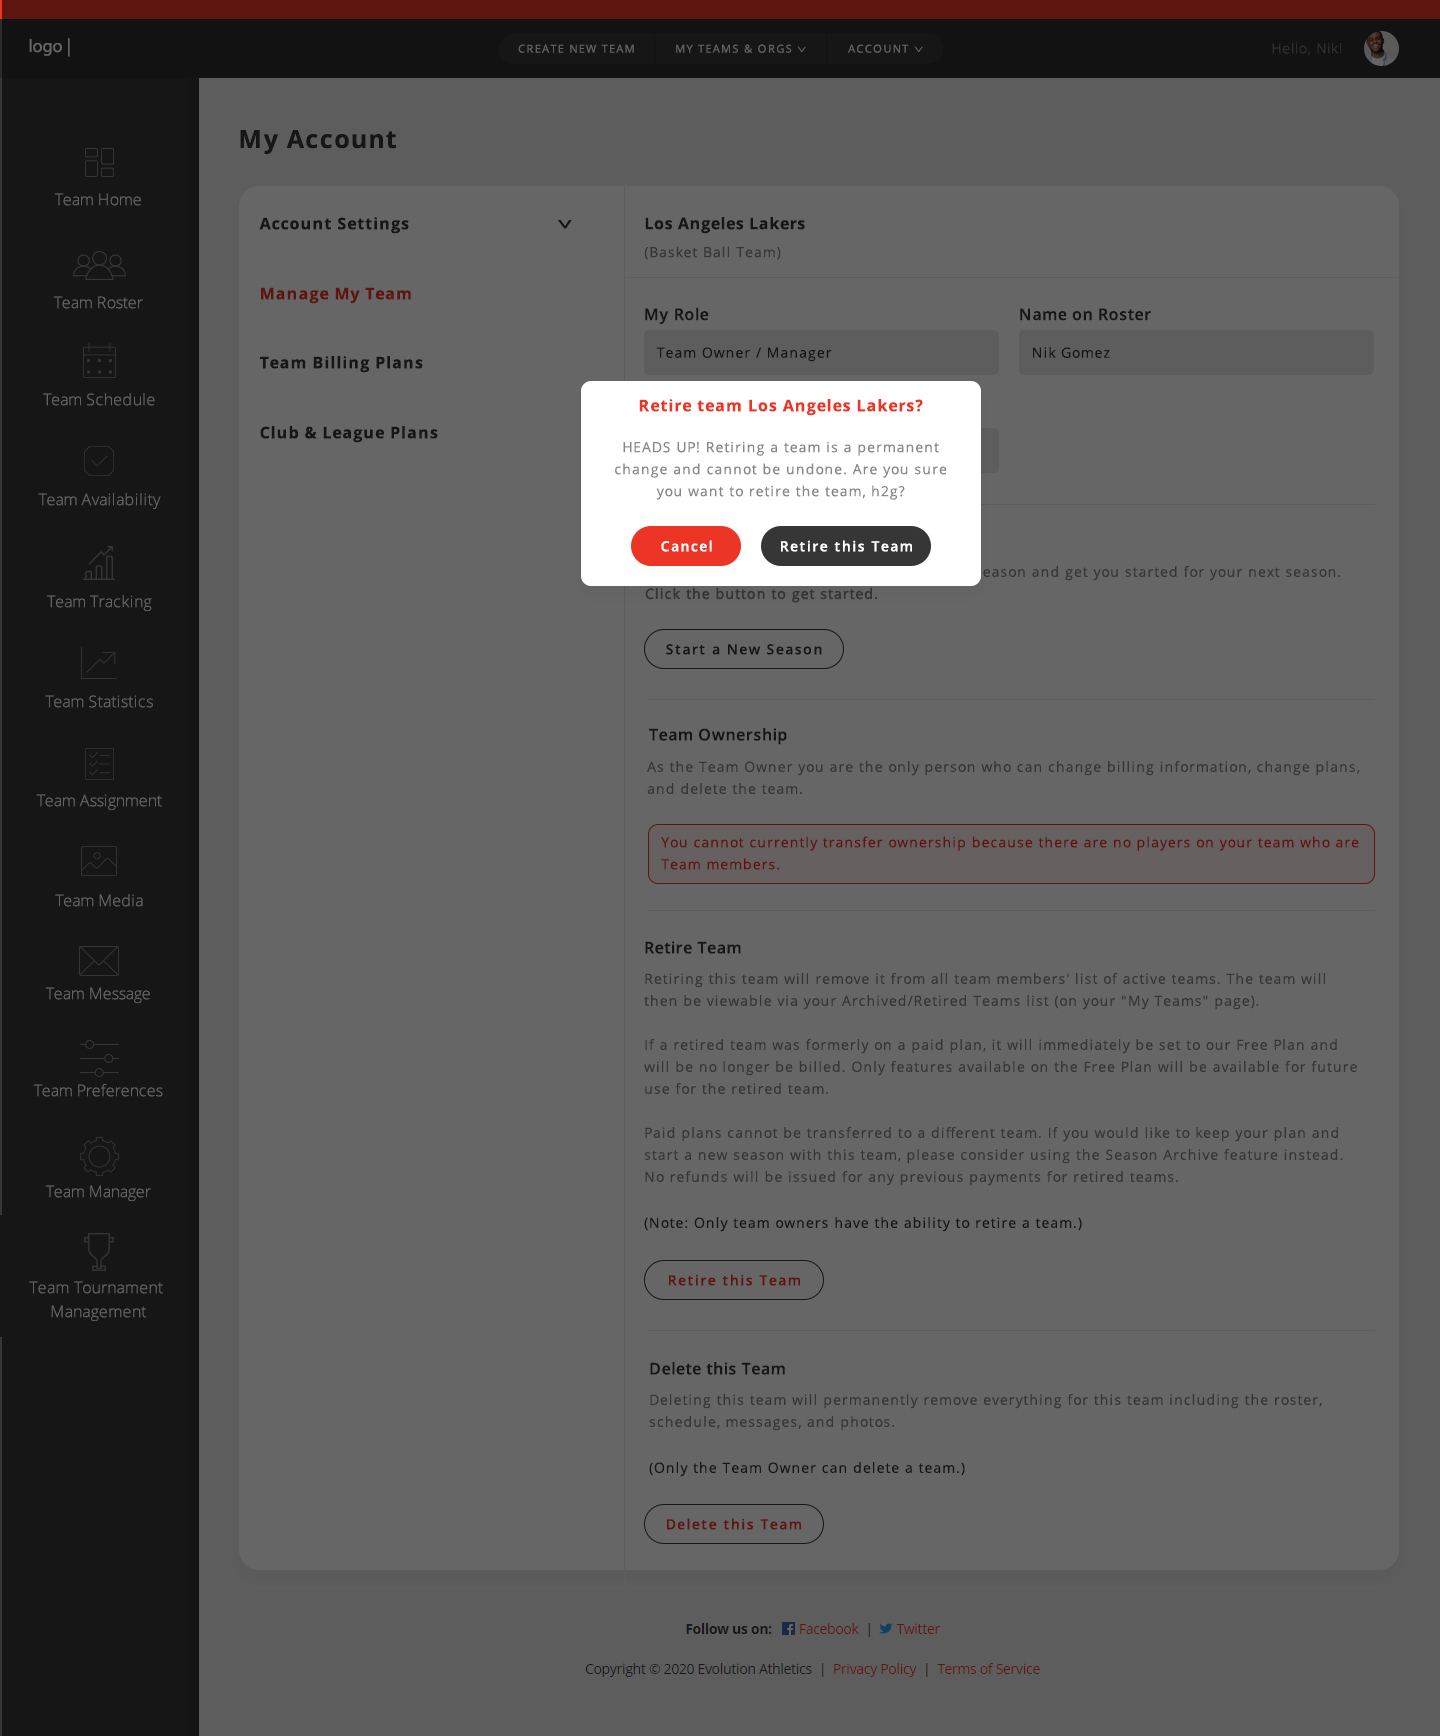 logo |
CREATE NEW TEAM
MY TEAMS & ORGS
ACCOUNT
Hello, Nik!
Team Home
Team Roster
Team Schedule
Team Availability
Team Tracking
Team Statistics
Team Assignment
Team Media
Team Message
Team Preferences
Team Manager
Team Tournament
Management
My Account
Account Settings
Manage My Team
Team Billing Plans
Club & League Plans
Los Angeles Lakers
(Basket Ball Team)
My Role
Name on Roster
Team Owner / Manager
Nik Gomez
Retire team Los Angeles Lakers?
HEADS UP! Retiring a team is a permanent
change and cannot be undone. Are you sure
you want to retire the team, h2g?
Cancel
Retire this Team
eason and get you started for your next season.
Click the button to get started.
Start a New Season
Team Ownership
As the Team Owner you are the only person who can change billing information, change plans,
and delete the team.
You cannot currently transfer ownership because there are no players on your team who are
Team members.
Retire Team
Retiring this team will remove it from all team members' list of active teams. The team will
then be viewable via your Archived/Retired Teams list (on your "My Teams" page).
If a retired team was formerly on a paid plan, it will immediately be set to our Free Plan and
will be no longer be billed. Only features available on the Free Plan will be available for future
use for the retired team.
Paid plans cannot be transferred to a different team. If you would like to keep your plan and
start a new season with this team, please consider using the Season Archive feature instead.
No refunds will be issued for any previous payments for retired teams.
(Note: Only team owners have the ability to retire a team.)
Retire this Team
Delete this Team
Deleting this team will permanently remove everything for this team including the roster,
schedule, messages, and photos.
(Only the Team Owner can delete a team.)
Delete this Team
Follow us on: Facebook | Twitter
Copyright © 2020 Evolution Athletics | Privacy Policy | Terms of Service